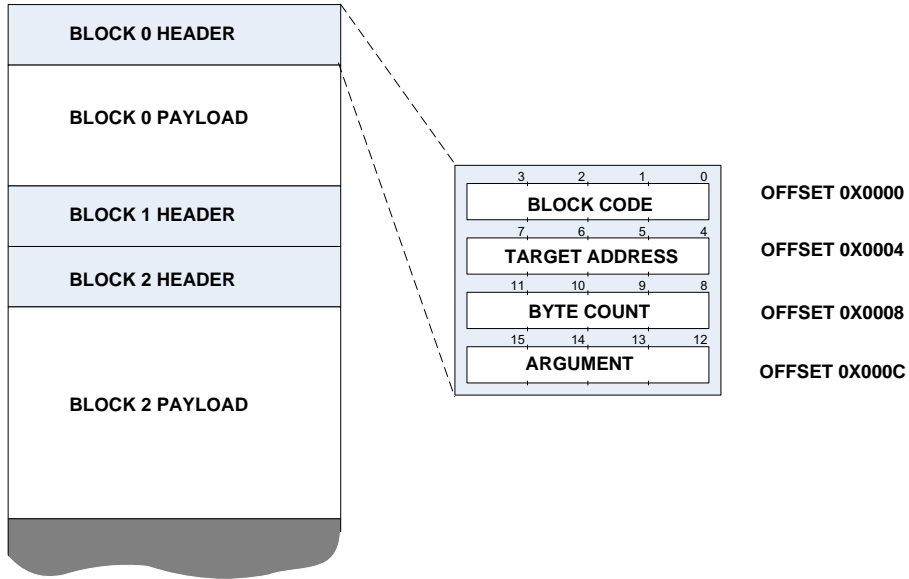 BLOCK 0 HEADER
BLOCK 0 PAYLOAD
BLOCK 1 HEADER
BLOCK 2 HEADER
BLOCK 2 PAYLOAD
3 2 1 0
BLOCK CODE
OFFSET 0X0000
7 6 5 4
TARGET ADDRESS
OFFSET 0X0004
11 10 9 8
BYTE COUNT
OFFSET 0X0008
15 14 13 12
ARGUMENT
OFFSET 0X000C